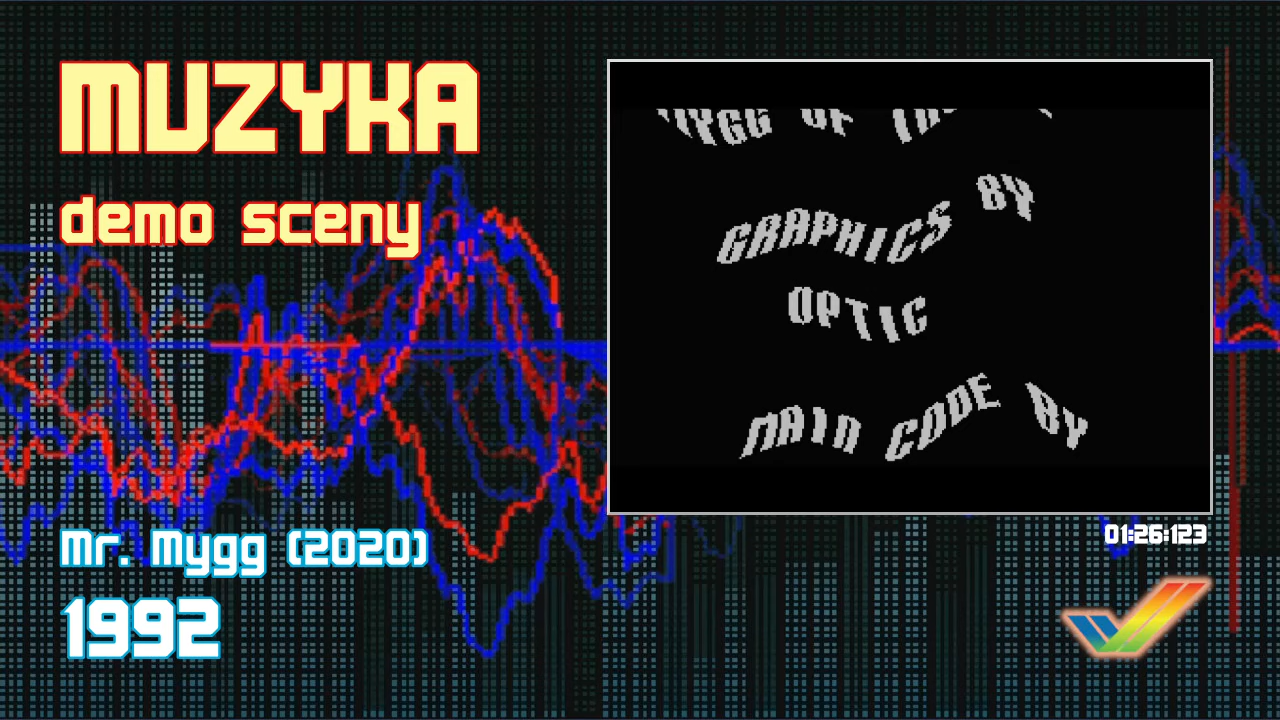 MUZYKA
demo sceny
GRAPHICS BY
OPTIC
MAIN CODE BY
01:26:123
Mr. Mygg (2020)
1992